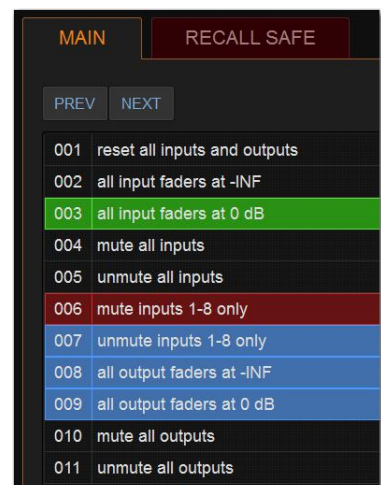 MAIN RECALL SAFE
PREV NEXT
001 reset all inputs and outputs
002 all input faders at -INF
003 all input faders at 0 dB
004 mute all inputs
005 unmute all inputs
006 mute inputs 1-8 only
007 unmute inputs 1-8 only
008 all output faders at -INF
009 all output faders at 0 dB
010 mute all outputs
011 unmute all outputs